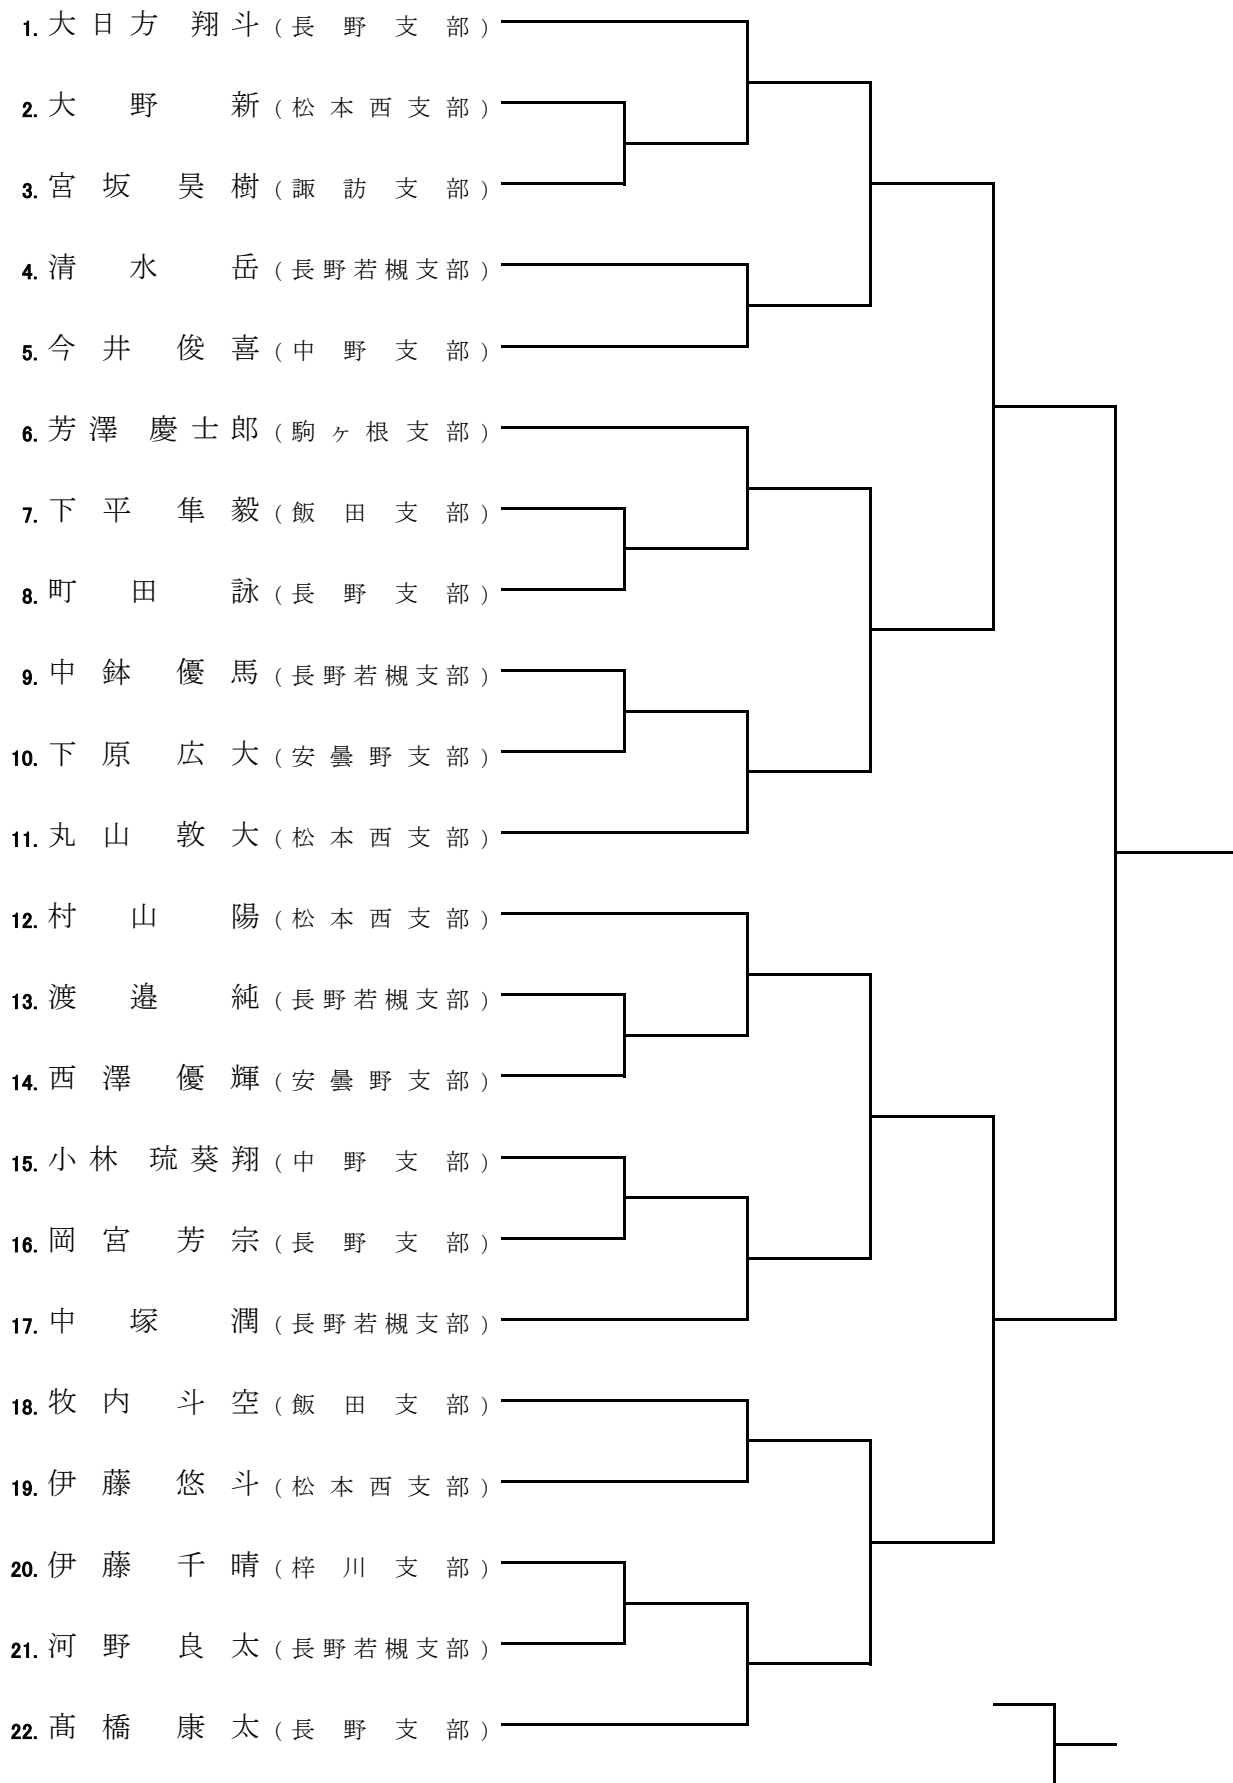 1. 大日方 翔斗 (長野支部)
2. 大野 新 (松本西支部)
3. 宮坂 昊樹 (諏訪支部)
4. 清水 岳 (長野若槻支部)
5. 今井 俊喜 (中野支部)
6. 芳澤 慶士郎 (駒ヶ根支部)
7. 下平 隼毅 (飯田支部)
8. 町田 詠 (長野支部)
9. 中鉢 優馬 (長野若槻支部)
10. 下原 広大 (安曇野支部)
11. 丸山 敦大 (松本西支部)
12. 村山 陽 (松本西支部)
13. 渡邉 純 (長野若槻支部)
14. 西澤 優輝 (安曇野支部)
15. 小林 琉葵翔 (中野支部)
16. 岡宮 芳宗 (長野支部)
17. 中塚 潤 (長野若槻支部)
18. 牧内 斗空 (飯田支部)
19. 伊藤 悠斗 (松本西支部)
20. 伊藤 千晴 (梓川支部)
21. 河野 良太 (長野若槻支部)
22. 髙橋 康太 (長野支部)